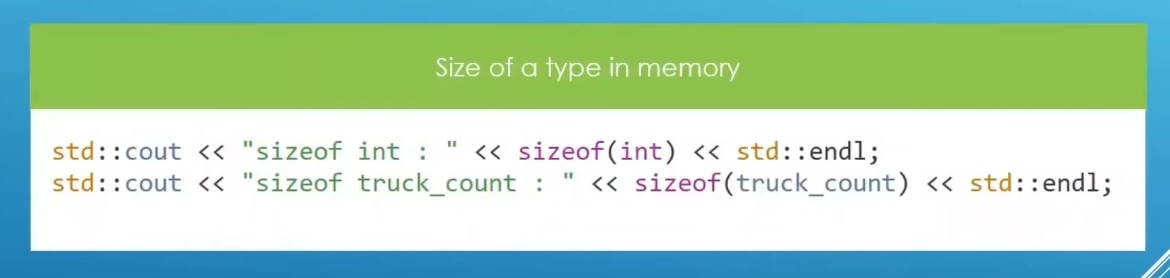 Size of a type in memory
std::cout << "sizeof int : " << sizeof(int) << std::endl;
std::cout << "sizeof truck_count : " << sizeof(truck_count) << std::endl;